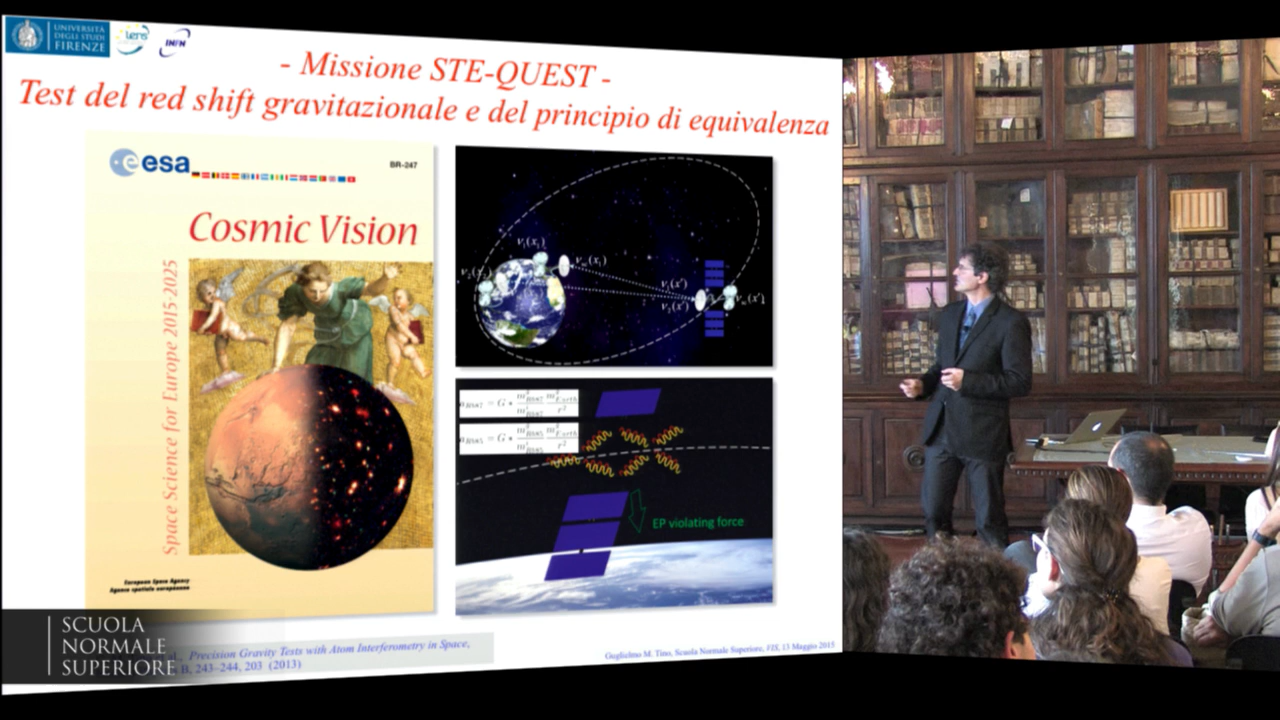 UNIVERSITÀ
DEGLI STUDI
FIRENZE
lens
INFN
- Missione STE-QUEST -
Test del red shift gravitazionale e del principio di equivalenza
esa
BR-247
Cosmic Vision
Space Science for Europe 2015-2025
European Space Agency
Agence spatiale européenne
EP violating force
Precision Gravity Tests with Atom Interferometry in Space,
B, 243–244, 203 (2013)
Guglielmo M. Tino, Scuola Normale Superiore, VIS, 13 Maggio 2015
SCUOLA
NORMALE
SUPERIORE